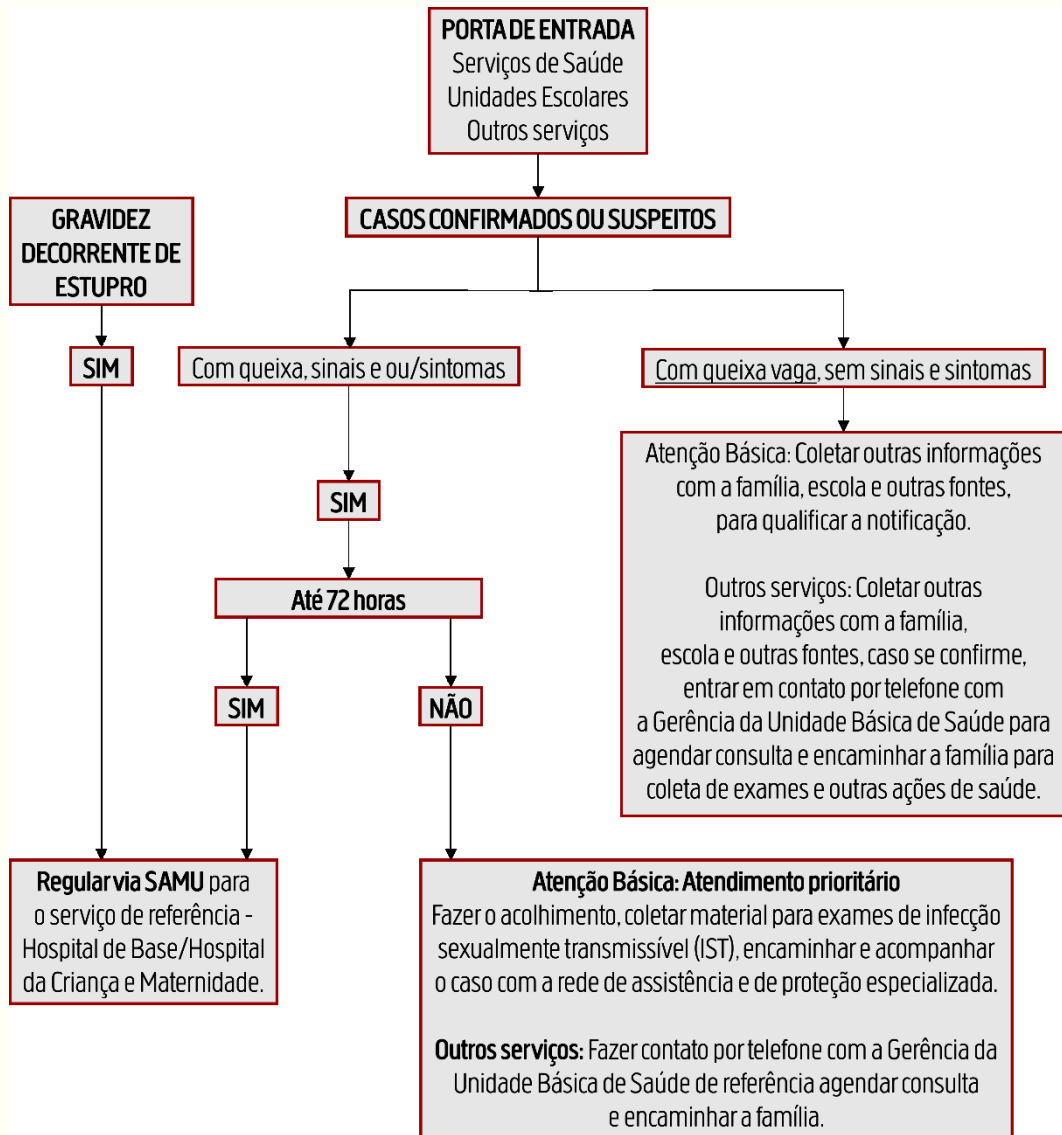 PORTA DE ENTRADA
Serviços de Saúde
Unidades Escolares
Outros serviços
GRAVIDEZ
DECORRENTE DE
ESTUPRO
CASOS CONFIRMADOS OU SUSPEITOS
SIM
Com queixa, sinais e ou/sintomas
Com queixa vaga, sem sinais e sintomas
SIM
Atenção Básica: Coletar outras informações
com a família, escola e outras fontes,
para qualificar a notificação.
Outros serviços: Coletar outras
informações com a família,
escola e outras fontes, caso se confirme,
entrar em contato por telefone com
a Gerência da Unidade Básica de Saúde para
agendar consulta e encaminhar a família para
coleta de exames e outras ações de saúde.
Até 72 horas
SIM
NÃO
Regular via SAMU para
o serviço de referência -
Hospital de Base/Hospital
da Criança e Maternidade.
Atenção Básica: Atendimento prioritário
Fazer o acolhimento, coletar material para exames de infecção
sexualmente transmissível (IST), encaminhar e acompanhar
o caso com a rede de assistência e de proteção especializada.
Outros serviços: Fazer contato por telefone com a Gerência da
Unidade Básica de Saúde de referência agendar consulta
e encaminhar a família.